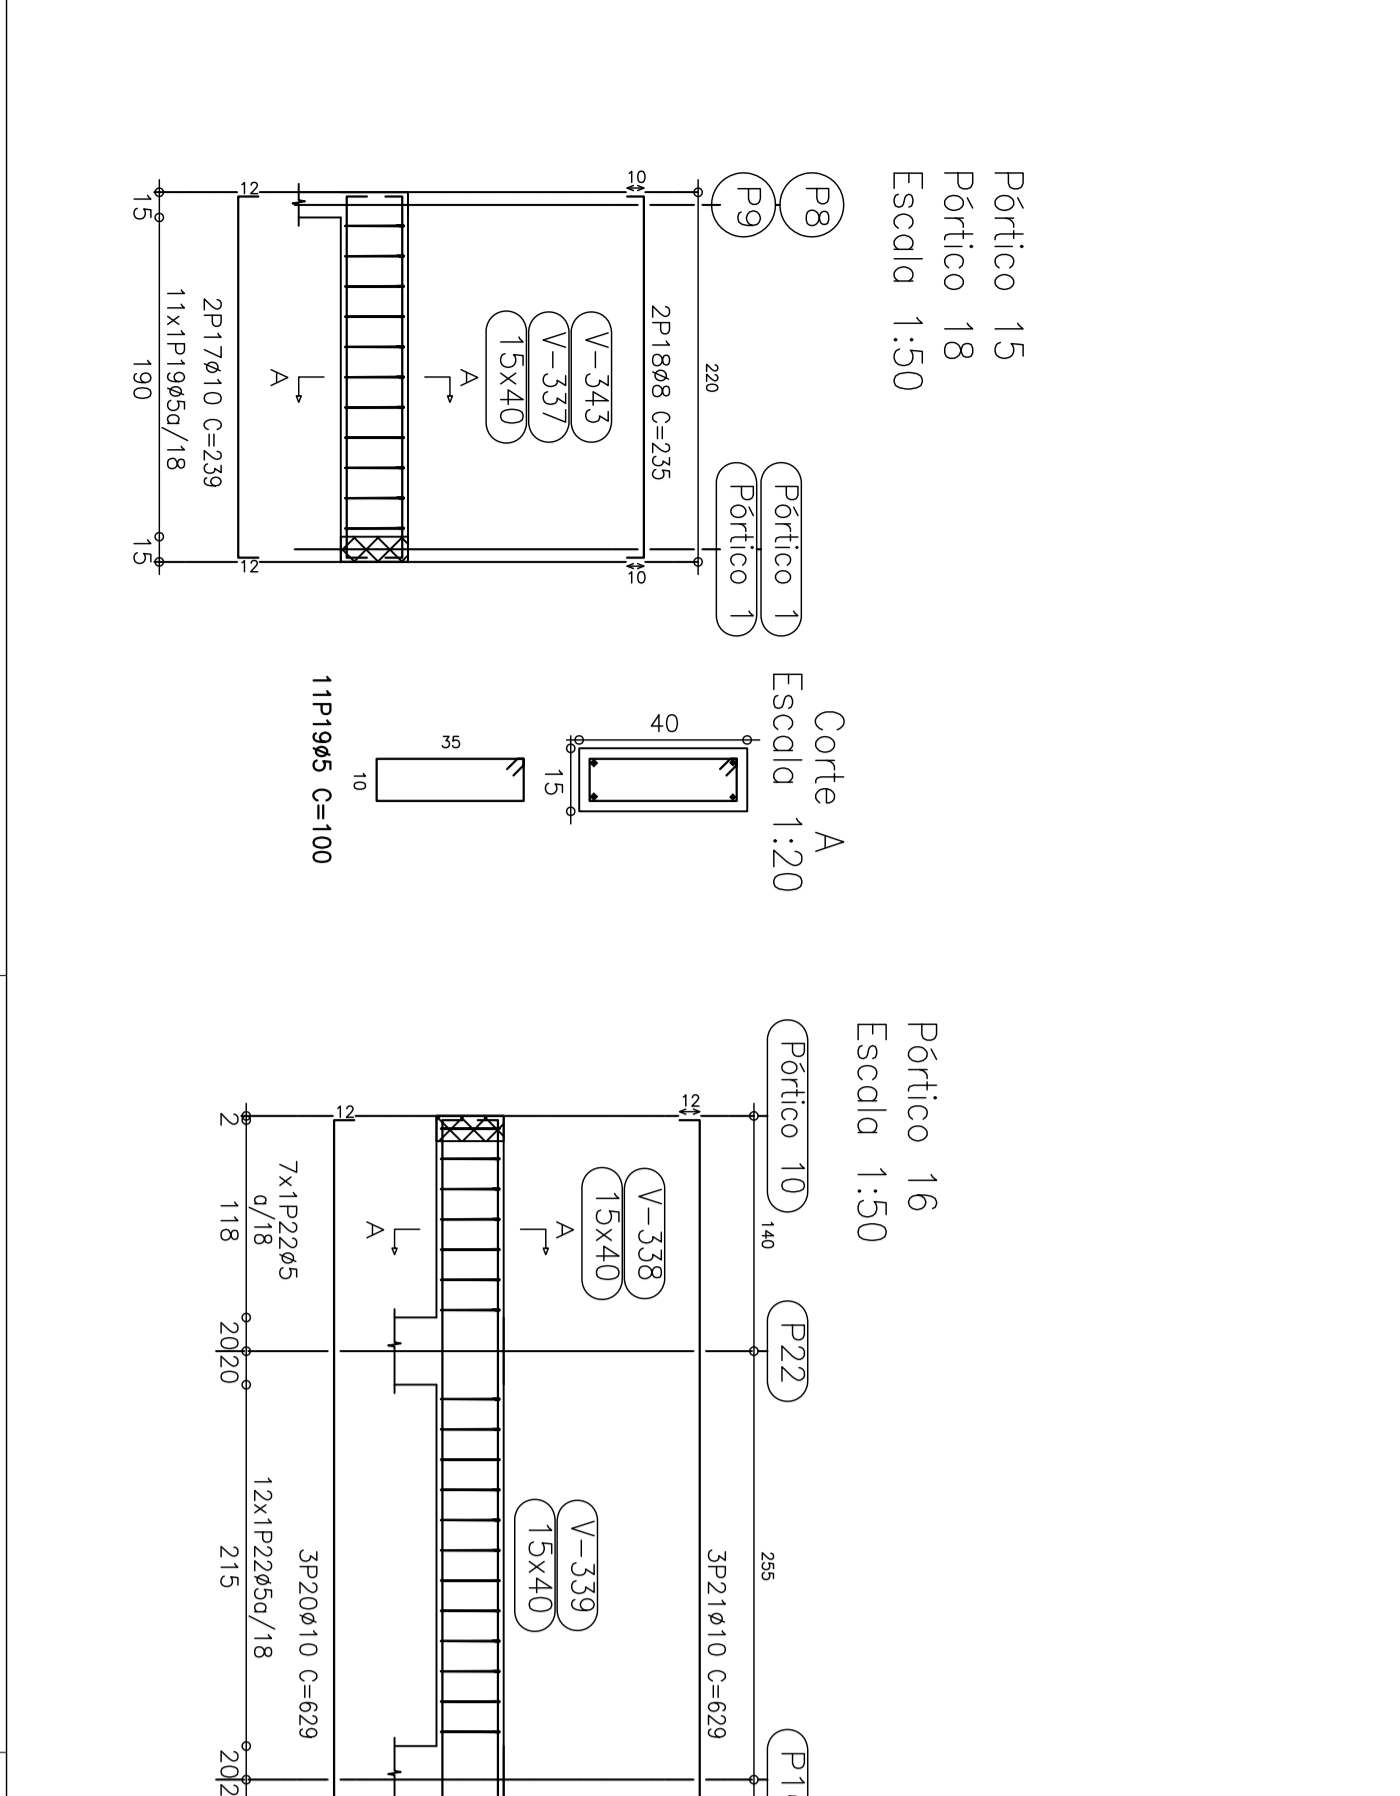 Pórtico 15
Pórtico 18
Escala 1:50
P8
P9
Pórtico 1
Pórtico 1
220
10
10
2P18ø8 C=235
V-343
V-337
15x40
A
A
12
12
2P17ø10 C=239
11x1P19ø5a/18
15
190
15
Corte A
Escala 1:20
40
15
35
10
11P19ø5 C=100
Pórtico 16
Escala 1:50
Pórtico 10
P22
140
255
12
3P21ø10 C=629
V-338
15x40
V-339
15x40
A
A
12
3P20ø10 C=629
7x1P22ø5
a/18
12x1P22ø5a/18
2
118
20
20
215
20